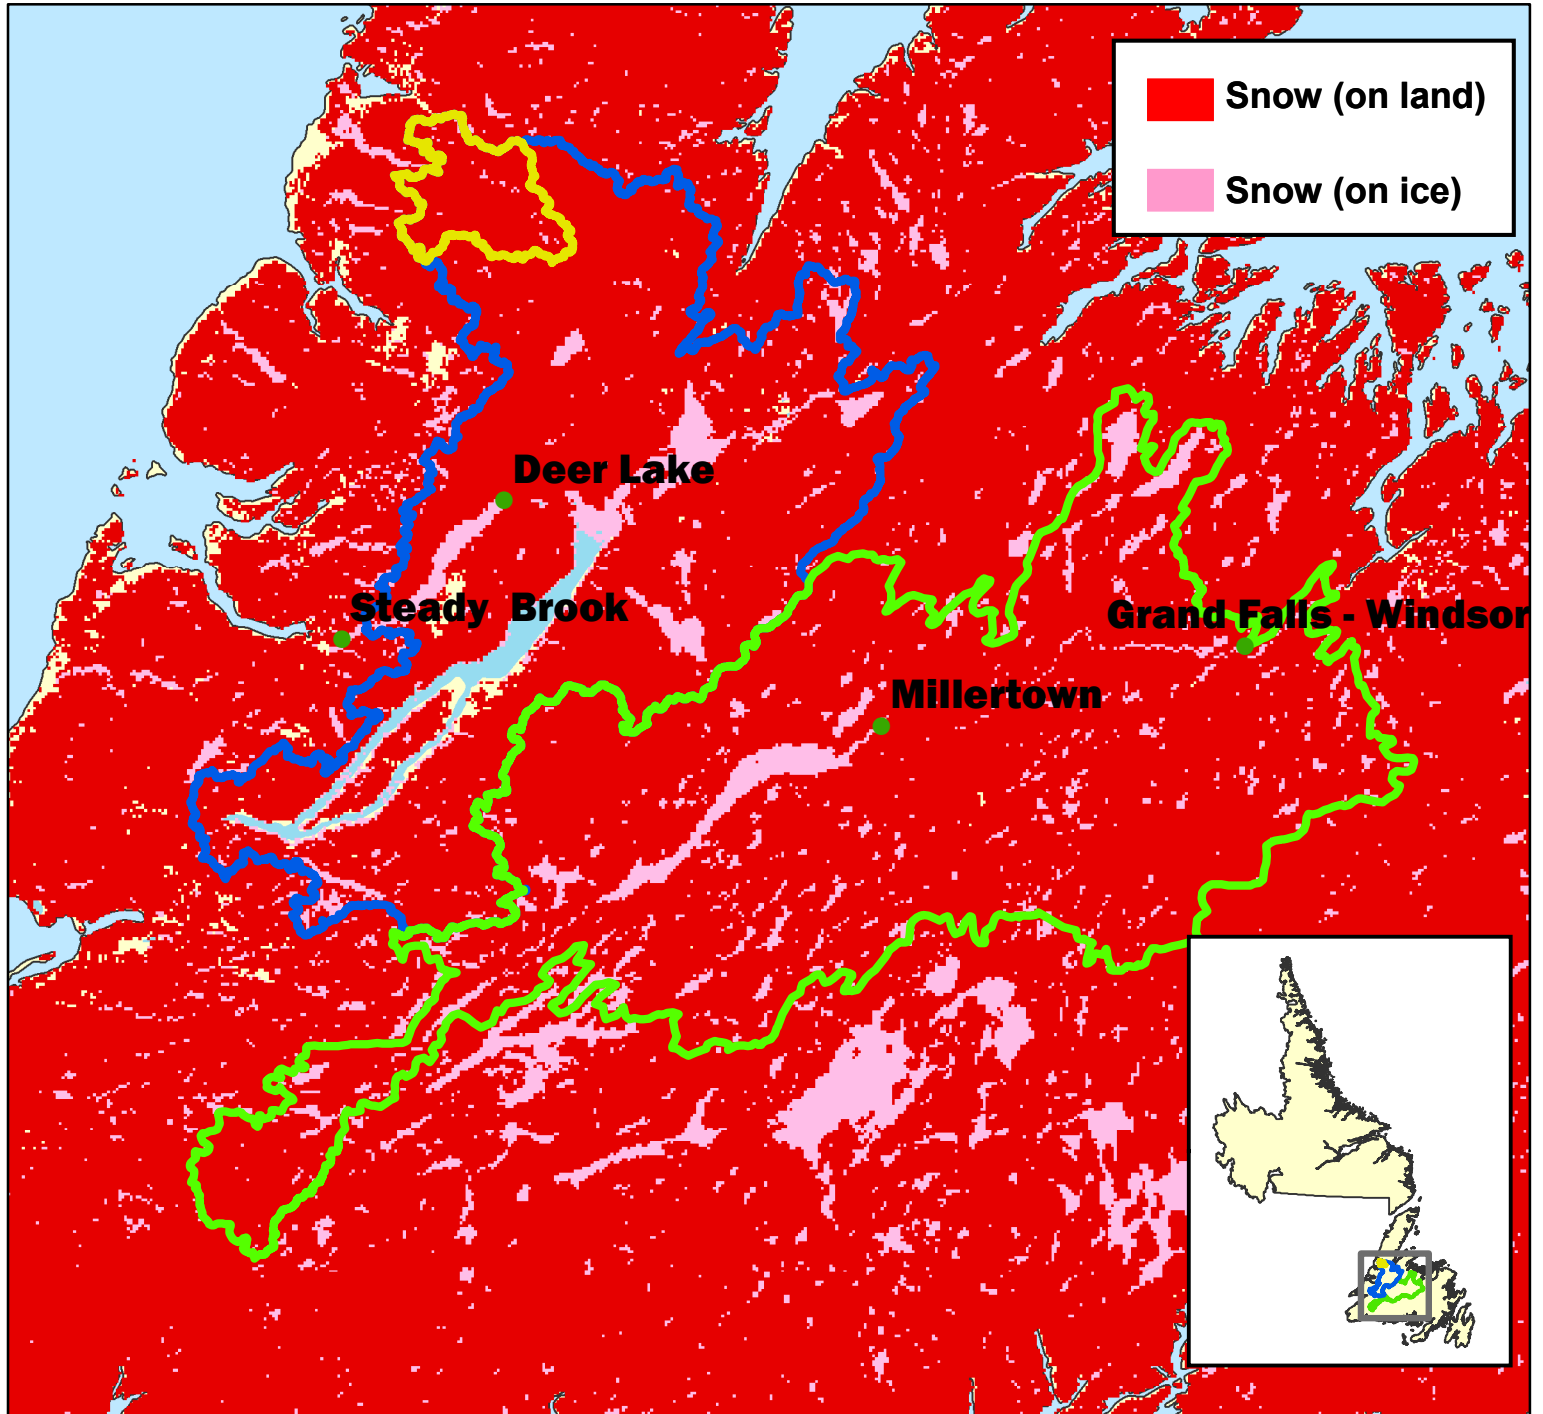 Snow (on land)
Snow (on ice)
Deer Lake
Steady Brook
Grand Falls - Windsor
Millertown